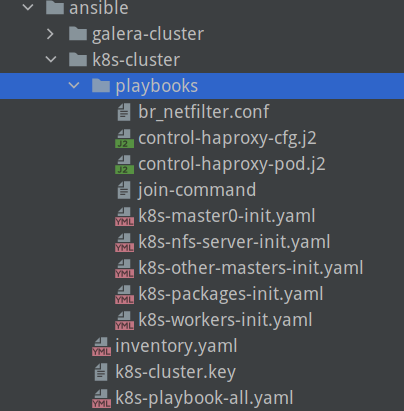 ansible
galera-cluster
k8s-cluster
playbooks
br_netfilter.conf
control-haproxy-cfg.j2
control-haproxy-pod.j2
join-command
k8s-master0-init.yaml
k8s-nfs-server-init.yaml
k8s-other-masters-init.yaml
k8s-packages-init.yaml
k8s-workers-init.yaml
inventory.yaml
k8s-cluster.key
k8s-playbook-all.yaml